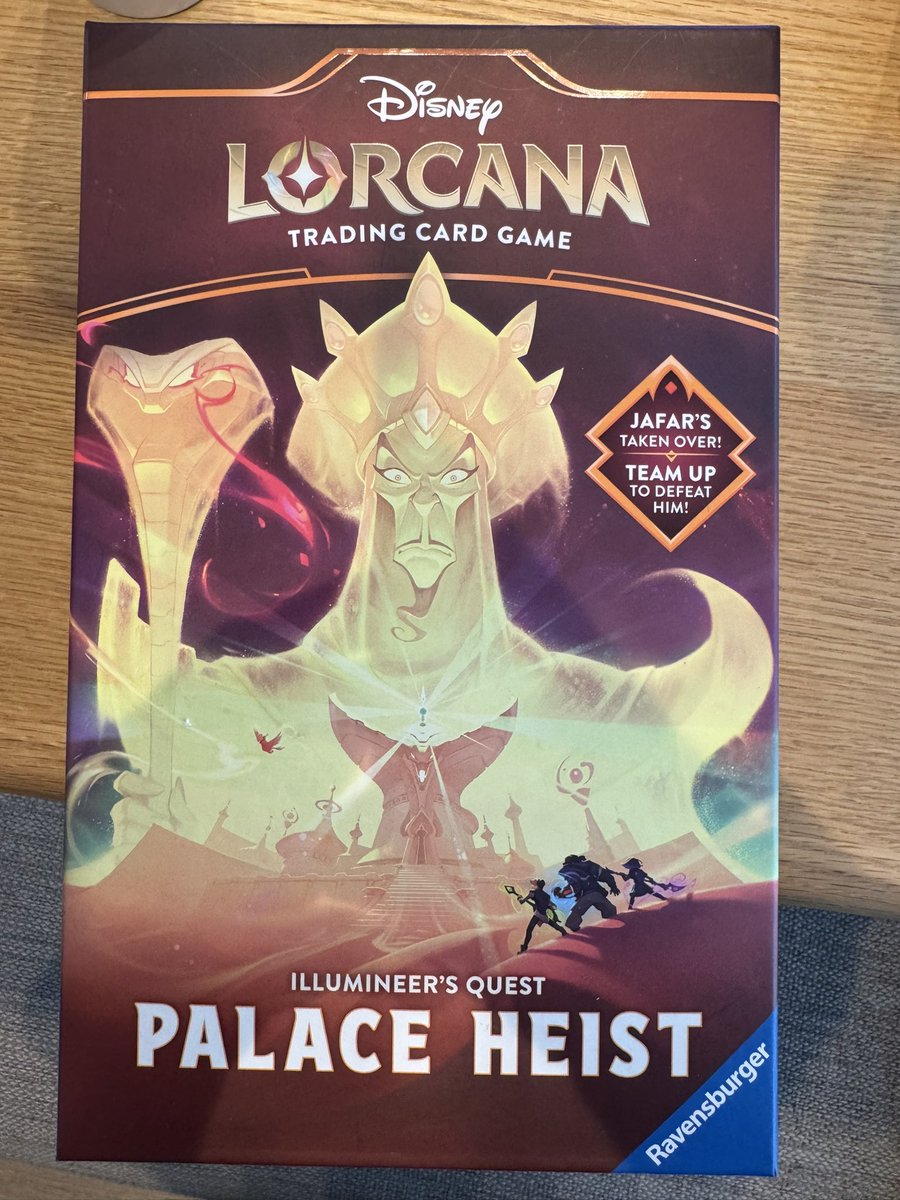 Disney
LORCANA
TRADING CARD GAME
JAFAR'S
TAKEN OVER!
TEAM UP
TO DEFEAT
HIM!
ILLUMINEER'S QUEST
PALACE HEIST
Ravensburger